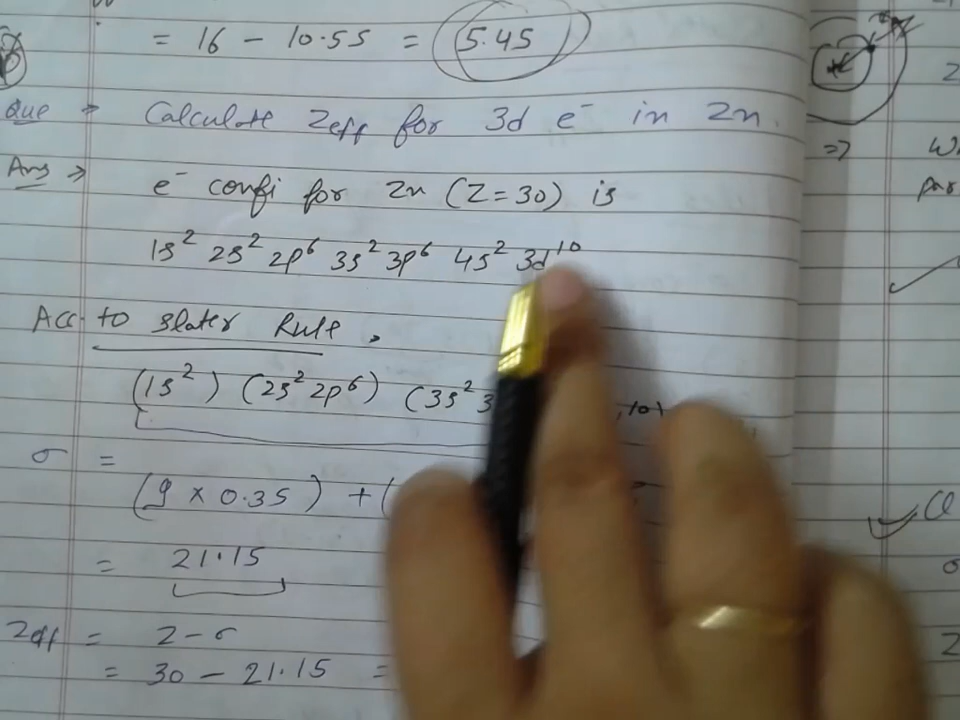 = 16 - 10.55 = 5.45
Que → Calculate Zeff for 3d e⁻ in Zn.
Ans → e⁻ confi for Zn (Z=30) is
1s² 2s² 2p⁶ 3s² 3p⁶ 4s² 3d¹⁰
Acc to slater Rule,
(1s²) (2s² 2p⁶) (3s² 3
σ =
(9 × 0.35) + (
= 21.15
Zeff = Z - σ
= 30 - 21.15 =